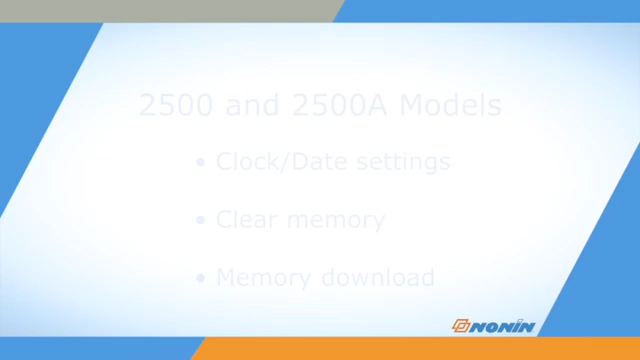 2500 and 2500A Models
• Clock/Date settings
• Clear memory
• Memory download
NONIN